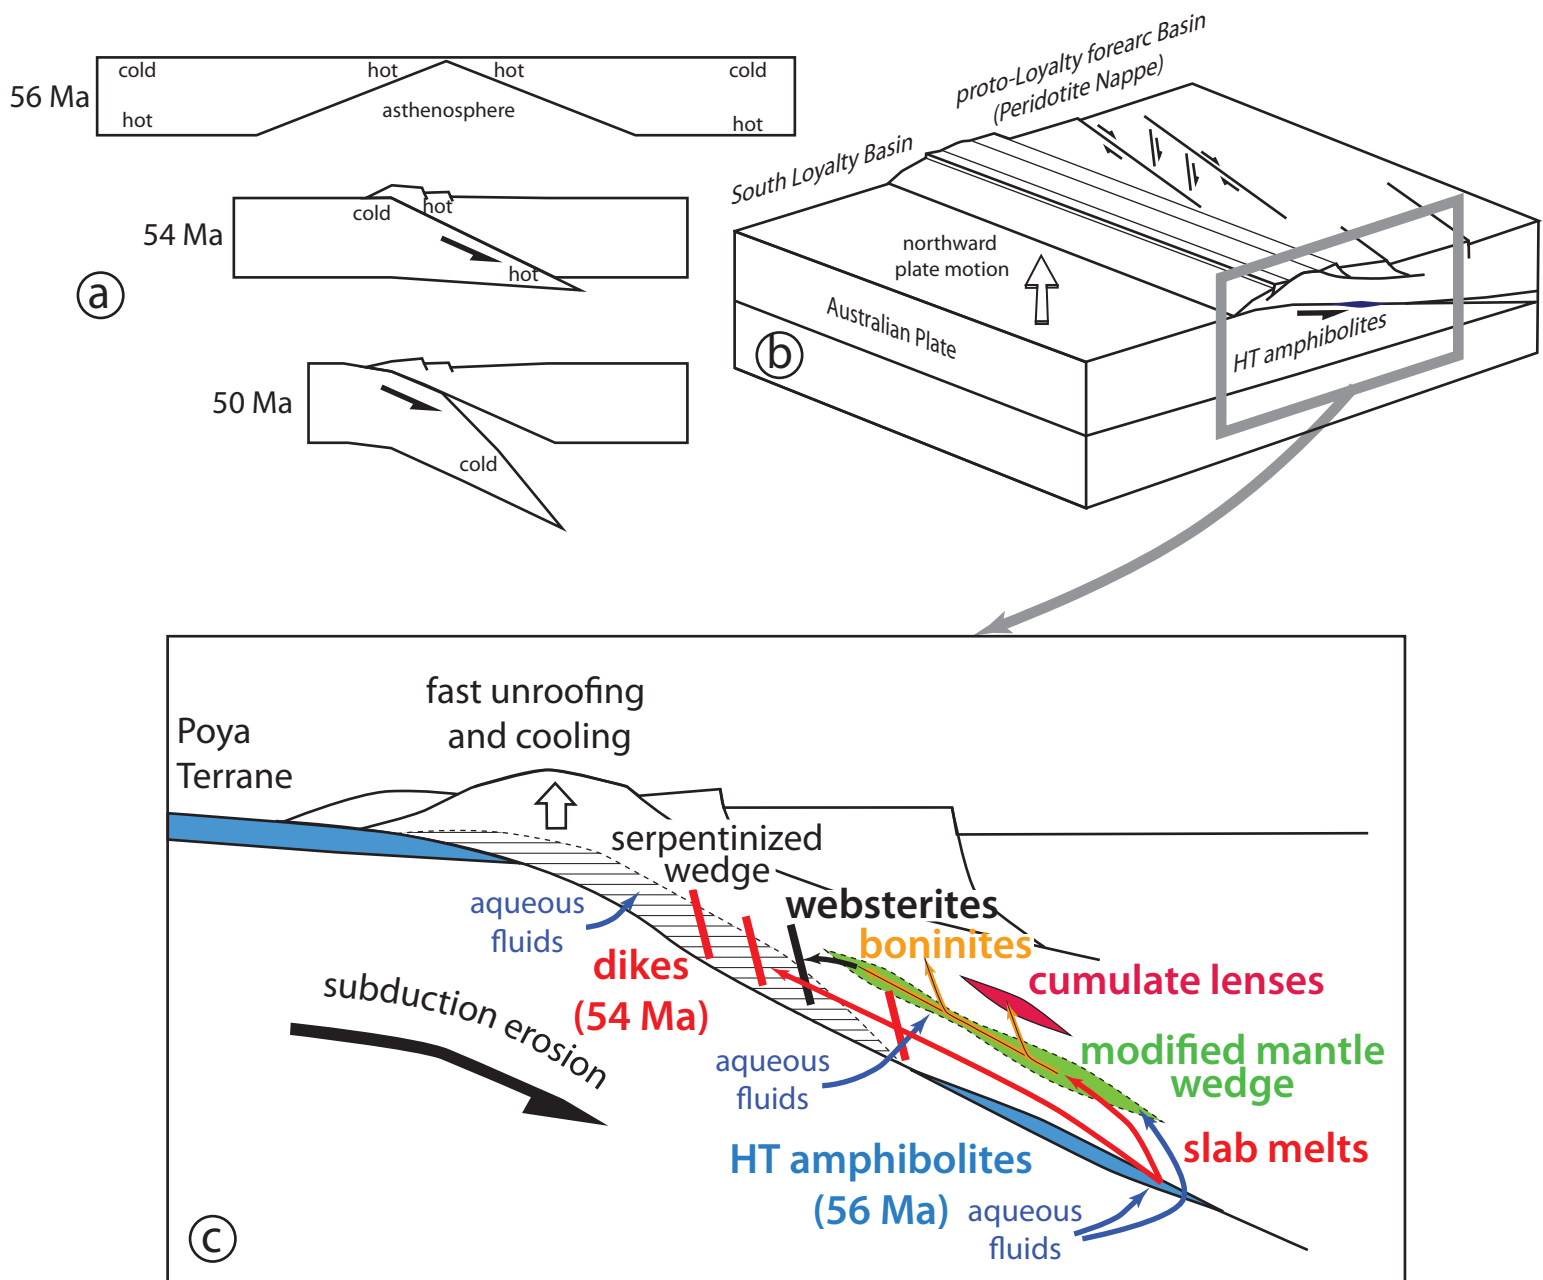 56 Ma
cold
hot
hot
cold
hot
asthenosphere
hot
54 Ma
cold
hot
hot
a
50 Ma
cold
proto-Loyalty forearc Basin
(Peridotite Nappe)
South Loyalty Basin
northward
plate motion
Australian Plate
HT amphibolites
b
fast unroofing
and cooling
Poya
Terrane
serpentinized
wedge
aqueous
fluids
websterites
boninites
dikes
(54 Ma)
cumulate lenses
subduction erosion
aqueous
fluids
modified mantle
wedge
HT amphibolites
(56 Ma)
slab melts
aqueous
fluids
c